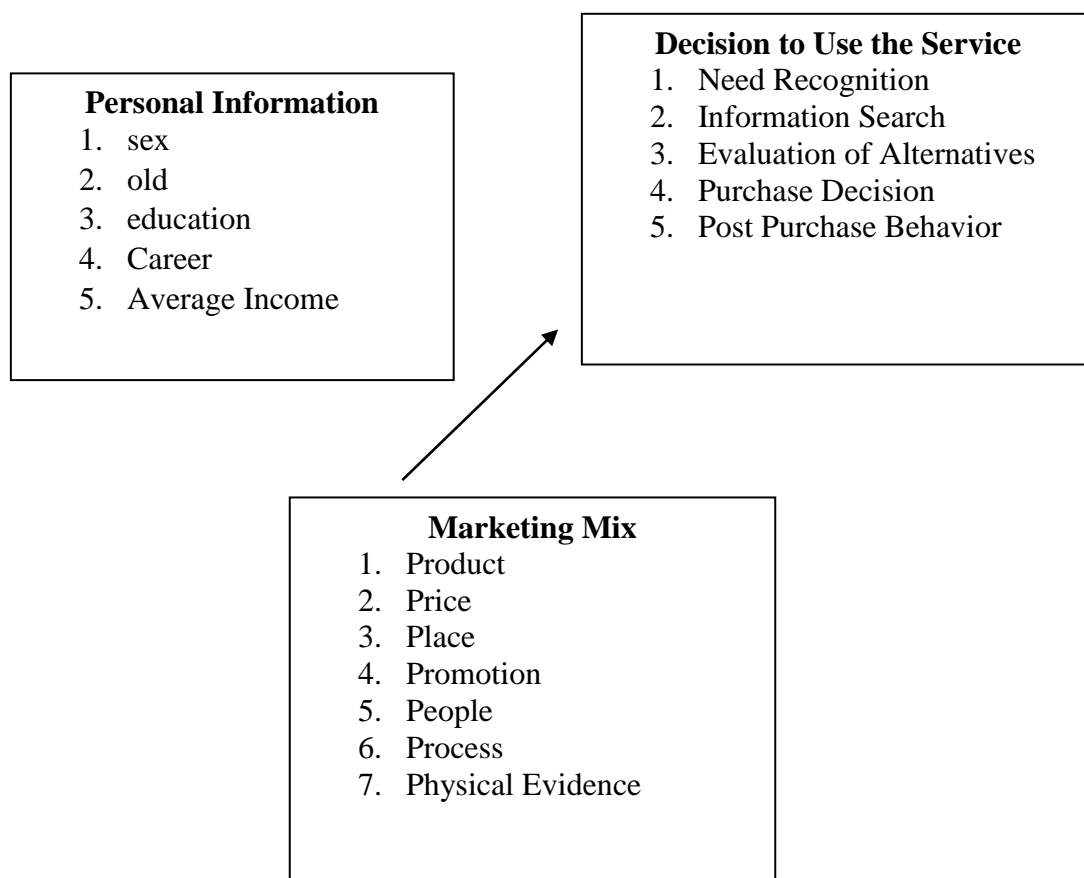 Personal Information
1. sex
2. old
3. education
4. Career
5. Average Income
Decision to Use the Service
1. Need Recognition
2. Information Search
3. Evaluation of Alternatives
4. Purchase Decision
5. Post Purchase Behavior
Marketing Mix
1. Product
2. Price
3. Place
4. Promotion
5. People
6. Process
7. Physical Evidence